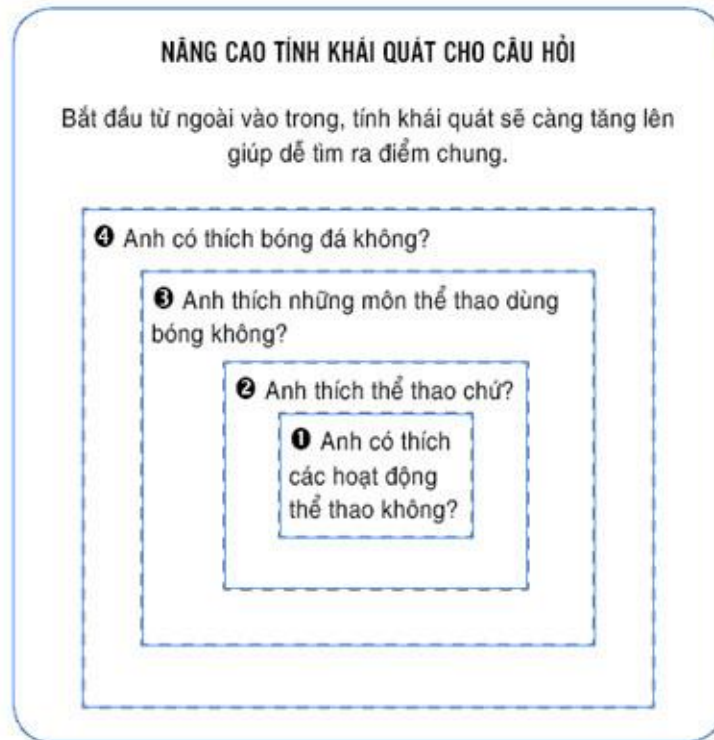 NÂNG CAO TÍNH KHÁI QUÁT CHO CÂU HỎI
Bắt đầu từ ngoài vào trong, tính khái quát sẽ càng tăng lên
giúp dễ tìm ra điểm chung.
❹ Anh có thích bóng đá không?
❸ Anh thích những môn thể thao dùng
bóng không?
❷ Anh thích thể thao chứ?
❶ Anh có thích
các hoạt động
thể thao không?